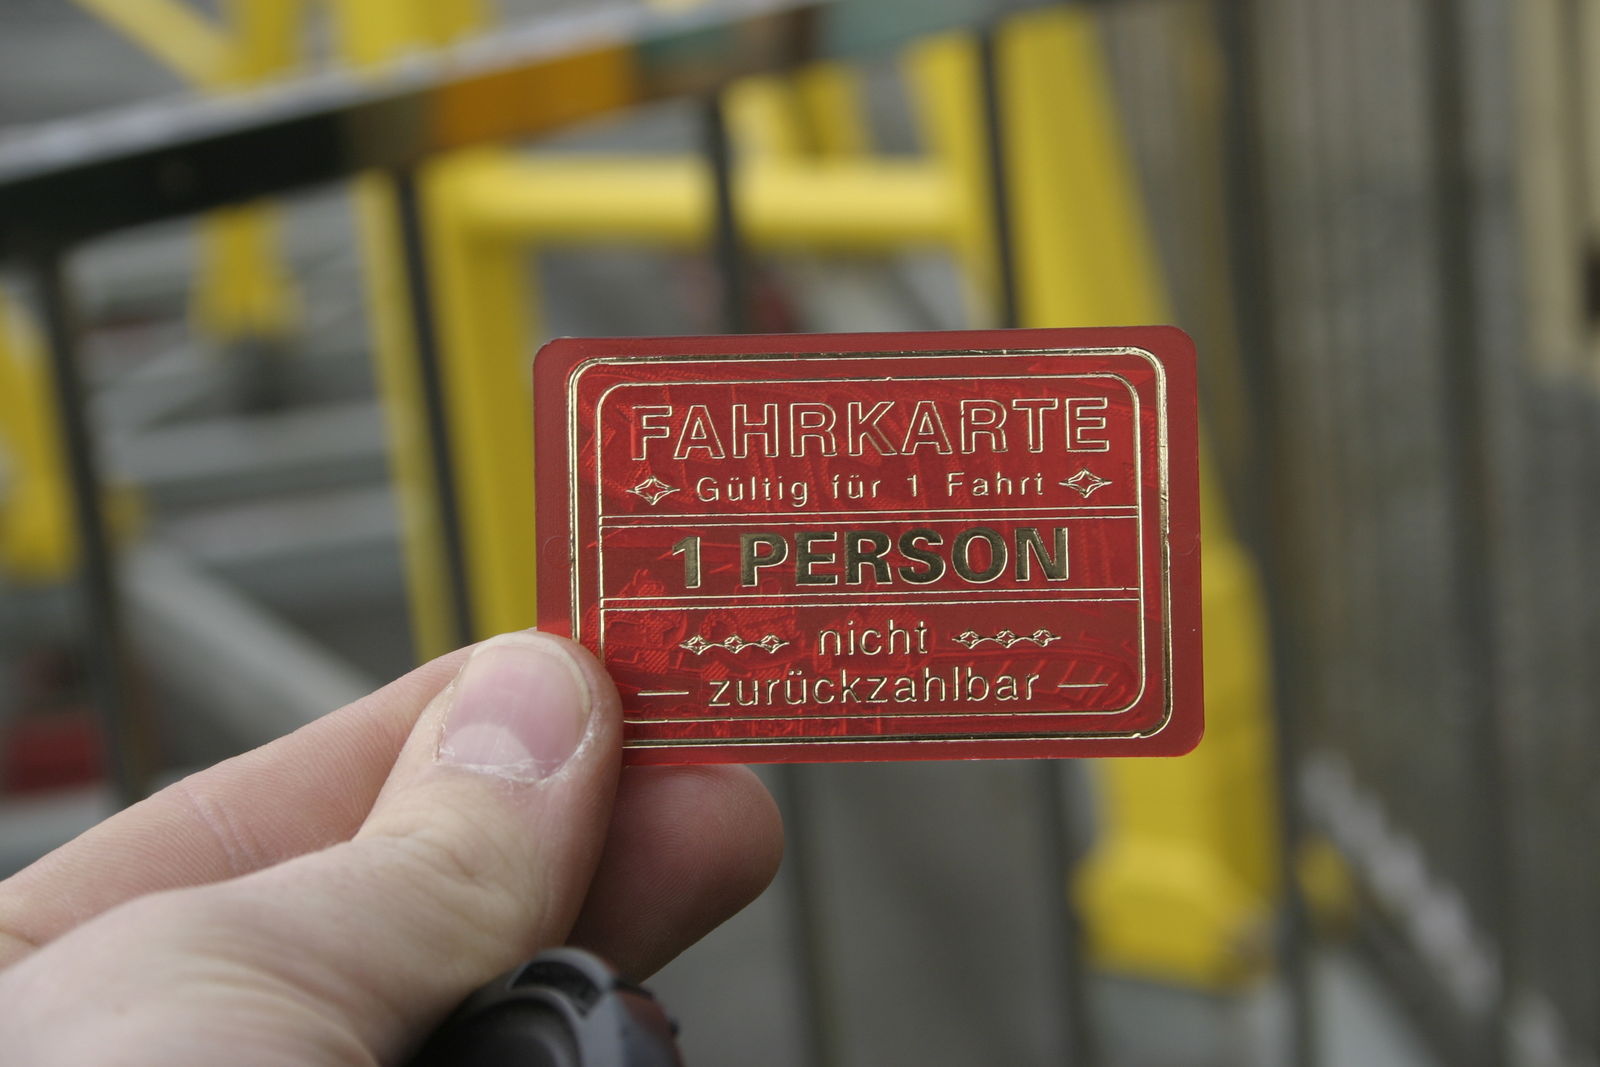 FAHRKARTE
Gültig für 1 Fahrt
1 PERSON
nicht
zurückzahlbar